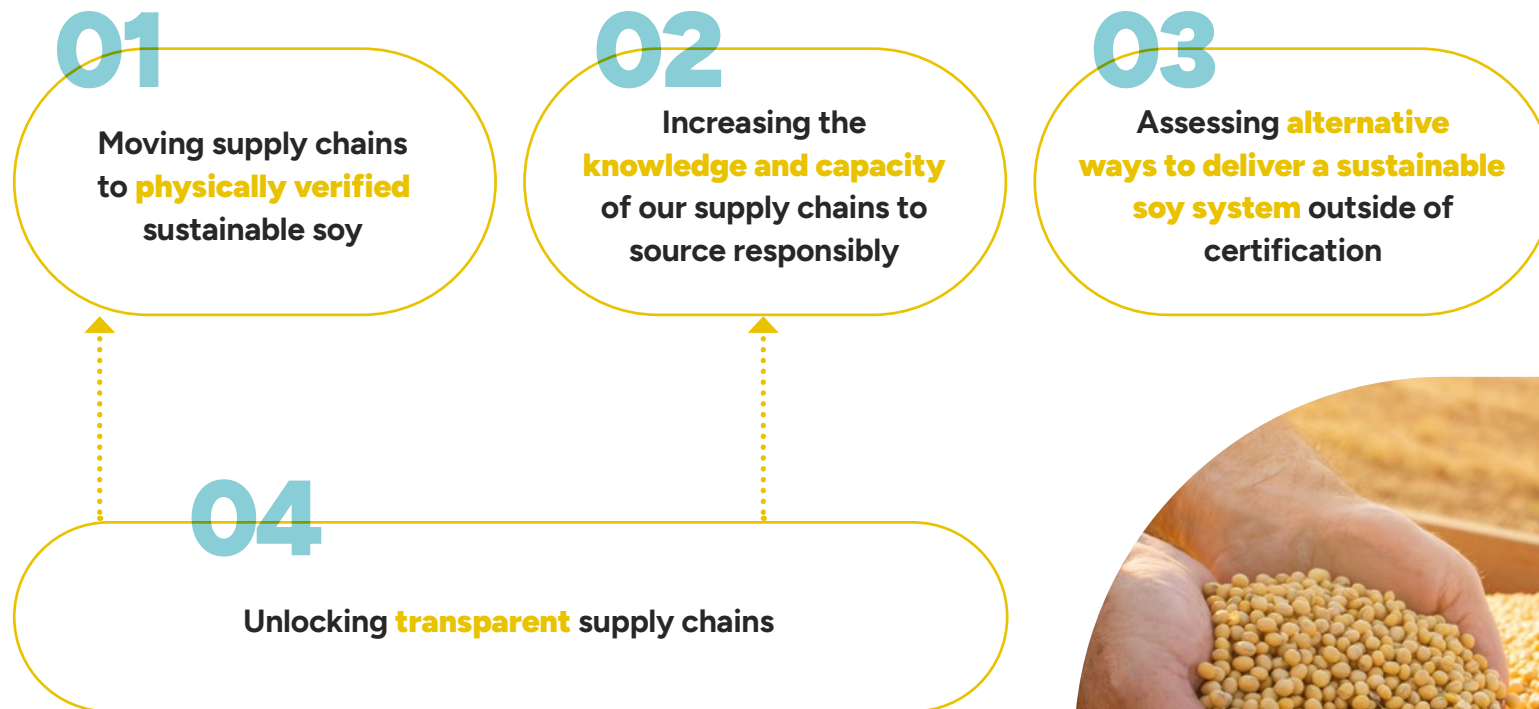 01
Moving supply chains
to physically verified
sustainable soy
02
Increasing the
knowledge and capacity
of our supply chains to
source responsibly
03
Assessing alternative
ways to deliver a sustainable
soy system outside of
certification
04
Unlocking transparent supply chains